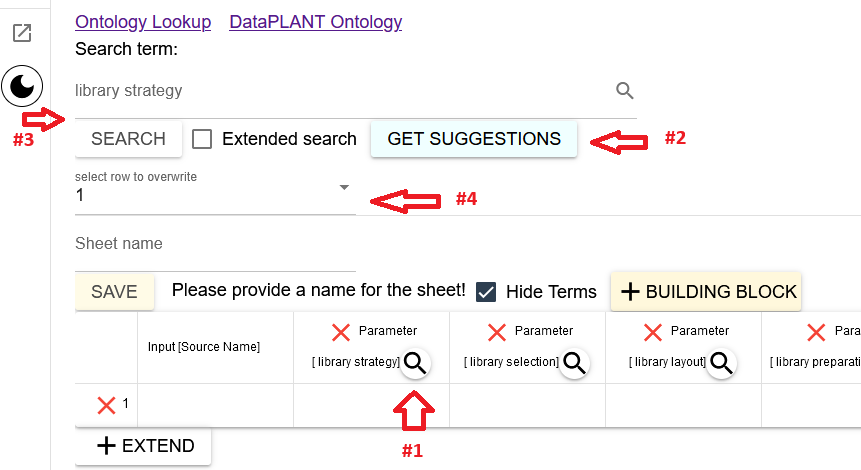 Ontology Lookup DataPLANT Ontology
Search term:
library strategy
#3 SEARCH Extended search GET SUGGESTIONS #2
select row to overwrite
1 #4
Sheet name
SAVE Please provide a name for the sheet! Hide Terms + BUILDING BLOCK
Input [Source Name] Parameter Parameter Parameter Para
[ library strategy] [ library selection] [ library layout] [ library preparatio
1
+ EXTEND #1